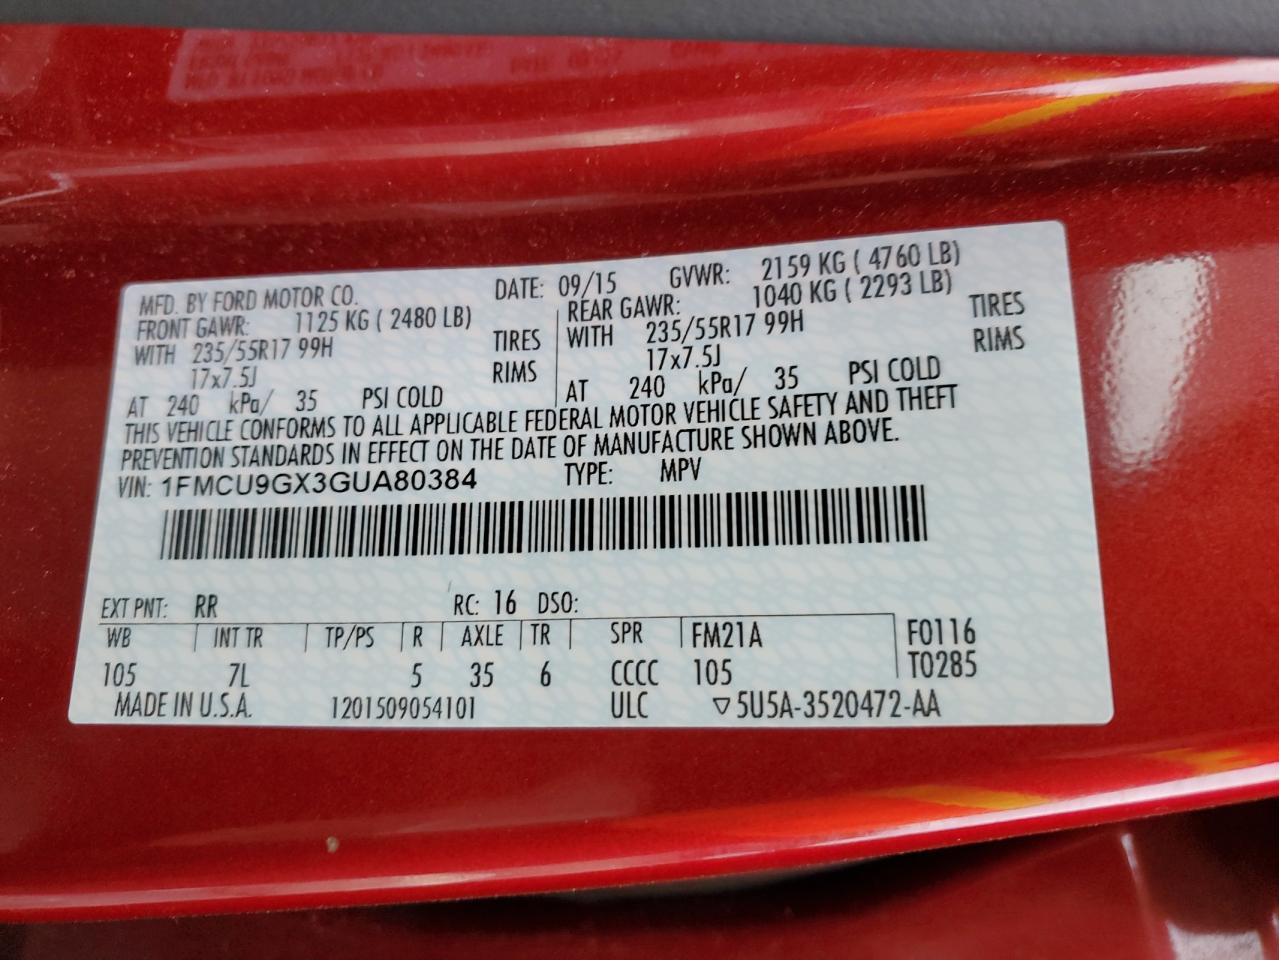 MFD. BY FORD MOTOR CO. DATE: 09/15 GVWR: 2159 KG ( 4760 LB)
FRONT GAWR: 1125 KG ( 2480 LB) REAR GAWR: 1040 KG ( 2293 LB)
WITH 235/55R17 99H TIRES WITH 235/55R17 99H TIRES
17x7.5J RIMS 17x7.5J RIMS
AT 240 kPa/ 35 PSI COLD AT 240 kPa/ 35 PSI COLD
THIS VEHICLE CONFORMS TO ALL APPLICABLE FEDERAL MOTOR VEHICLE SAFETY AND THEFT
PREVENTION STANDARDS IN EFFECT ON THE DATE OF MANUFACTURE SHOWN ABOVE.
VIN: 1FMCU9GX3GUA80384 TYPE: MPV
EXT PNT: RR RC: 16 DSO:
WB INT TR TP/PS R AXLE TR SPR FM21A F0116
105 7L 5 35 6 CCCC 105 T0285
MADE IN U.S.A. 1201509054101 ULC ▽5U5A-3520472-AA